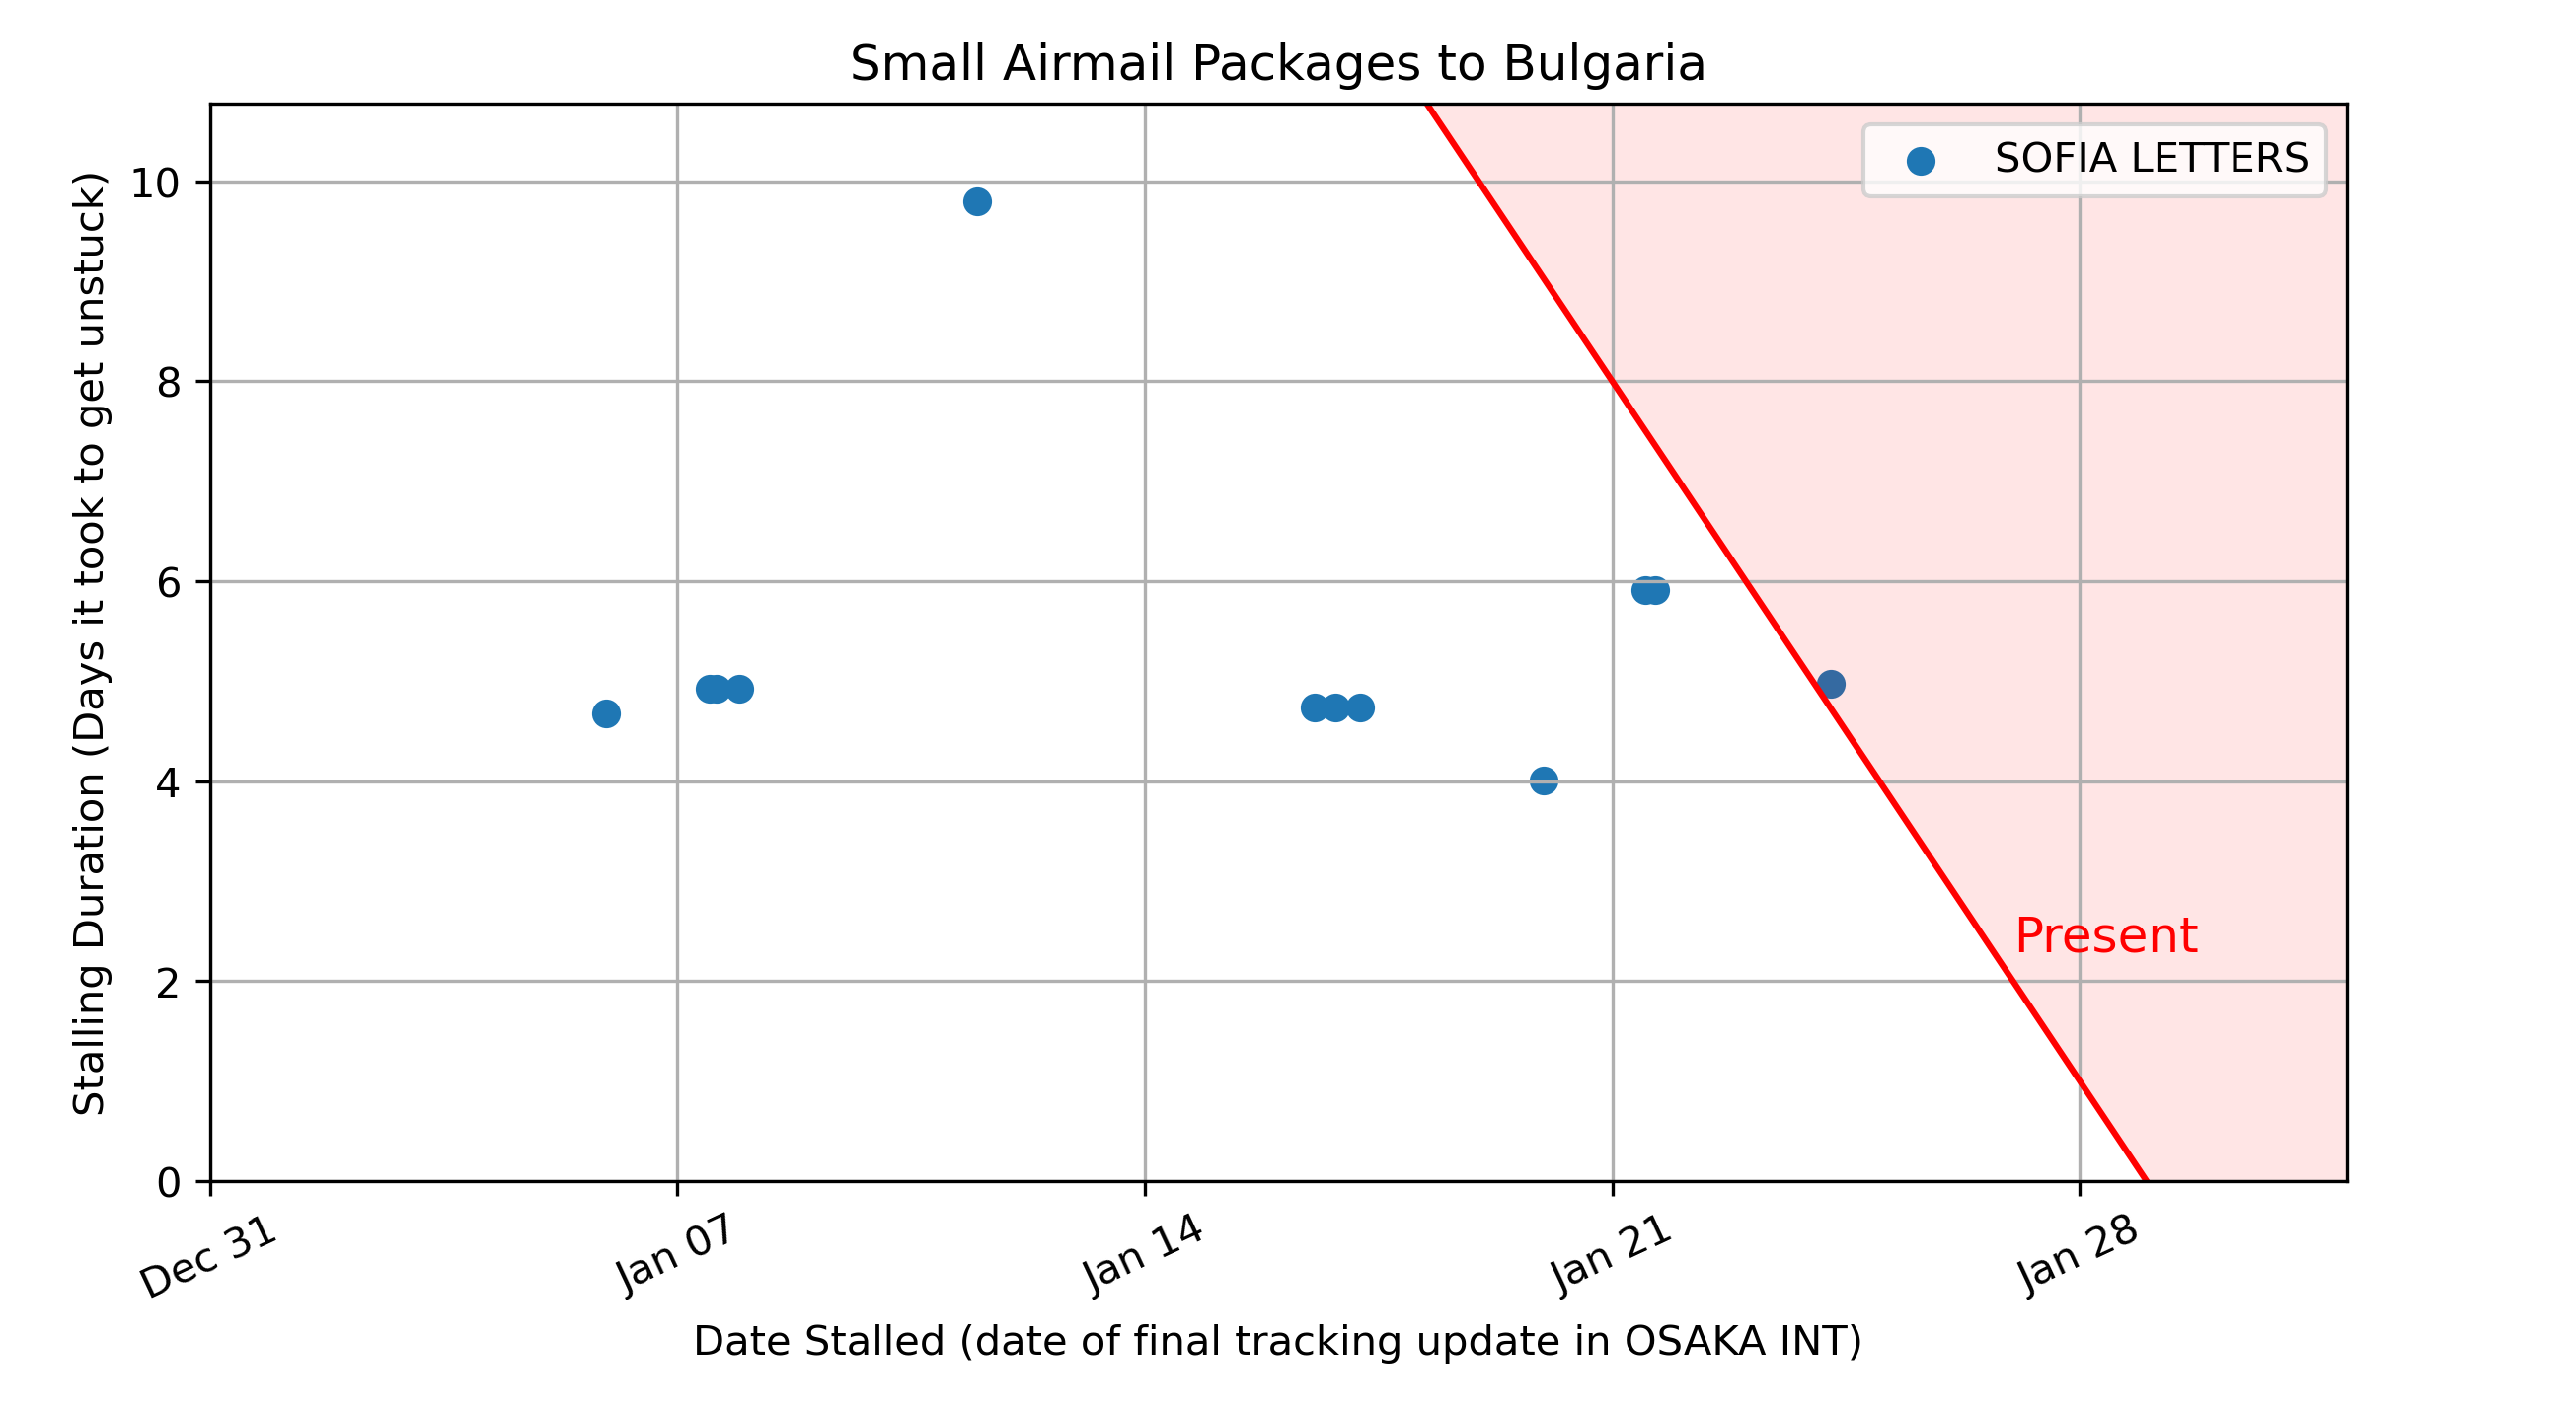 Small Airmail Packages to Bulgaria
SOFIA LETTERS
Stalling Duration (Days it took to get unstuck)
10
8
6
4
2
0
Present
Dec 31
Jan 07
Jan 14
Jan 21
Jan 28
Date Stalled (date of final tracking update in OSAKA INT)